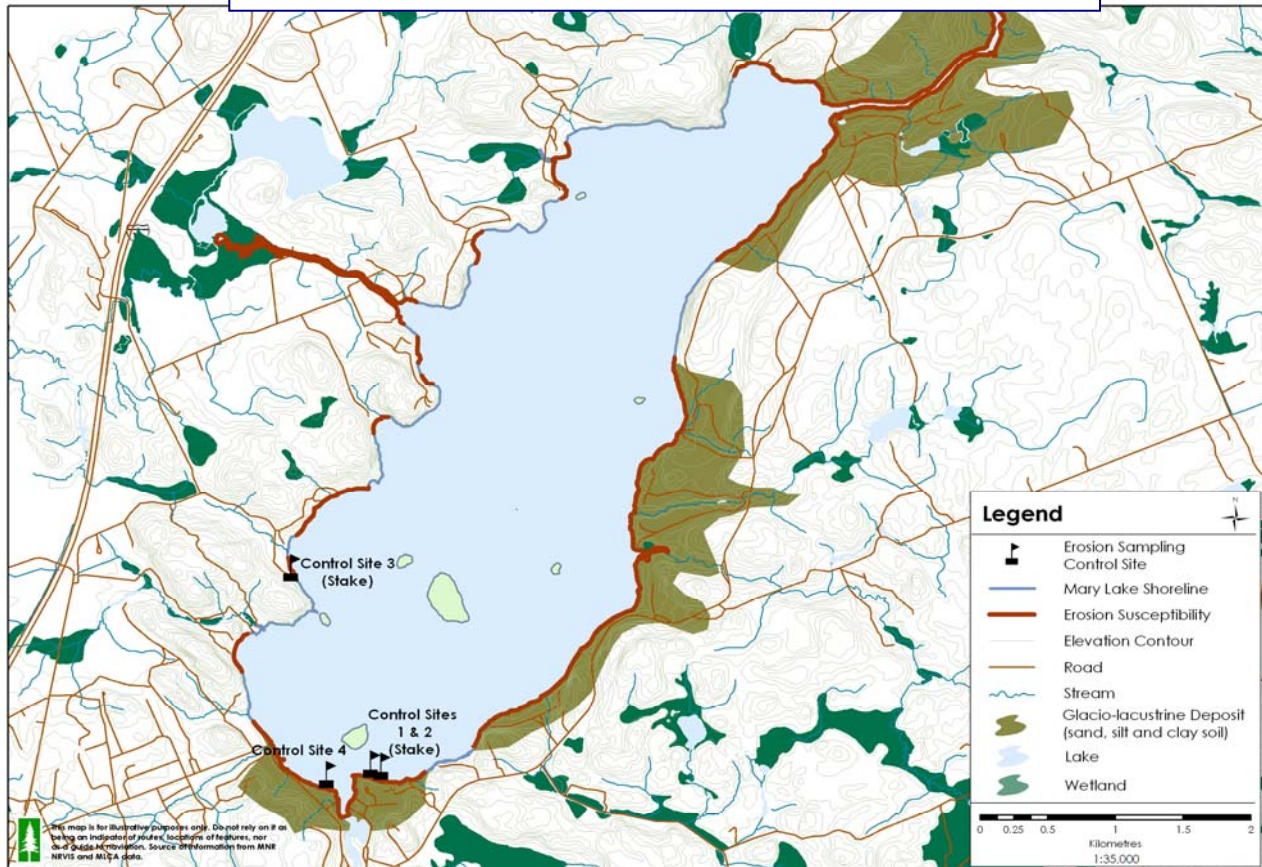 Control Site 3
(Stake)
Control Sites
1 & 2
(Stake)
Control Site 4
Legend
N
Erosion Sampling
Control Site
Mary Lake Shoreline
Erosion Susceptibility
Elevation Contour
Road
Stream
Glacio-lacustrine Deposit
(sand, silt and clay soil)
Lake
Wetland
0 0.25 0.5 1 1.5 2
Kilometres
1:35,000
This map is for illustrative purposes only. Do not rely on it as
being an indicator of routes, locations of features, nor
as a guide to navigation. Source of information from MNR
NRVIS and MLCA data.